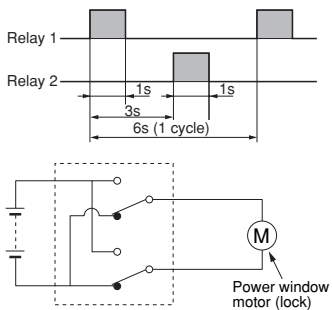 Relay 1
Relay 2
1s
1s
3s
6s (1 cycle)
M
Power window
motor (lock)